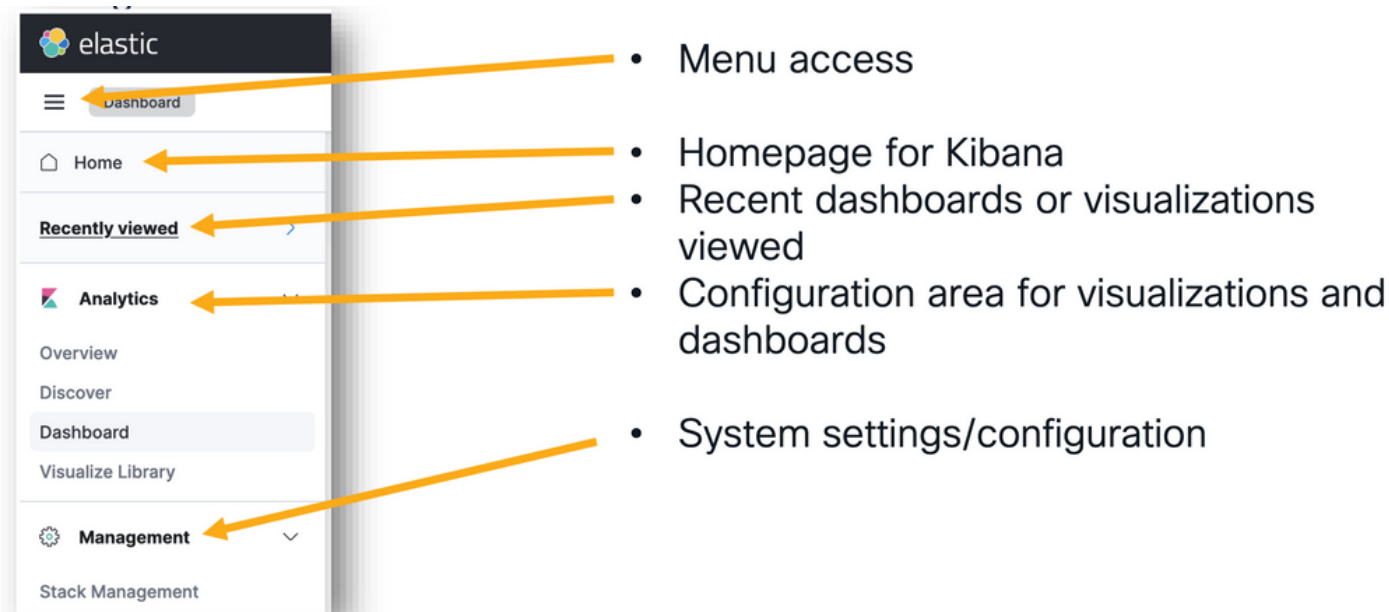 elastic
Dashboard
Home
Recently viewed
Analytics
Overview
Discover
Dashboard
Visualize Library
Management
Stack Management
• Menu access
• Homepage for Kibana
• Recent dashboards or visualizations
viewed
• Configuration area for visualizations and
dashboards
• System settings/configuration